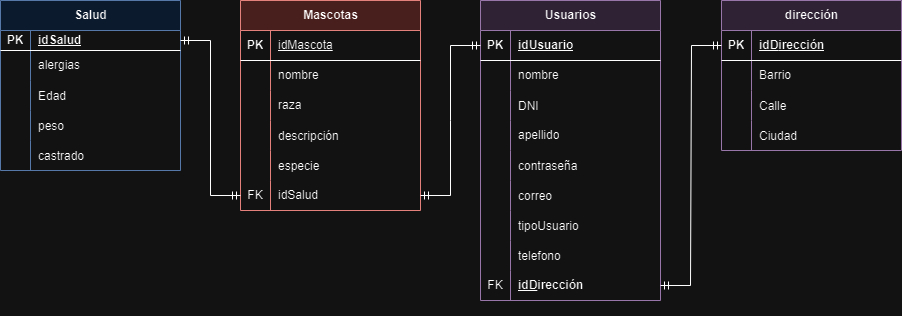 Salud
PK idSalud
alergias
Edad
peso
castrado
Mascotas
PK idMascota
nombre
raza
descripción
especie
FK idSalud
Usuarios
PK idUsuario
nombre
DNI
apellido
contraseña
correo
tipoUsuario
telefono
FK idDirección
dirección
PK idDirección
Barrio
Calle
Ciudad